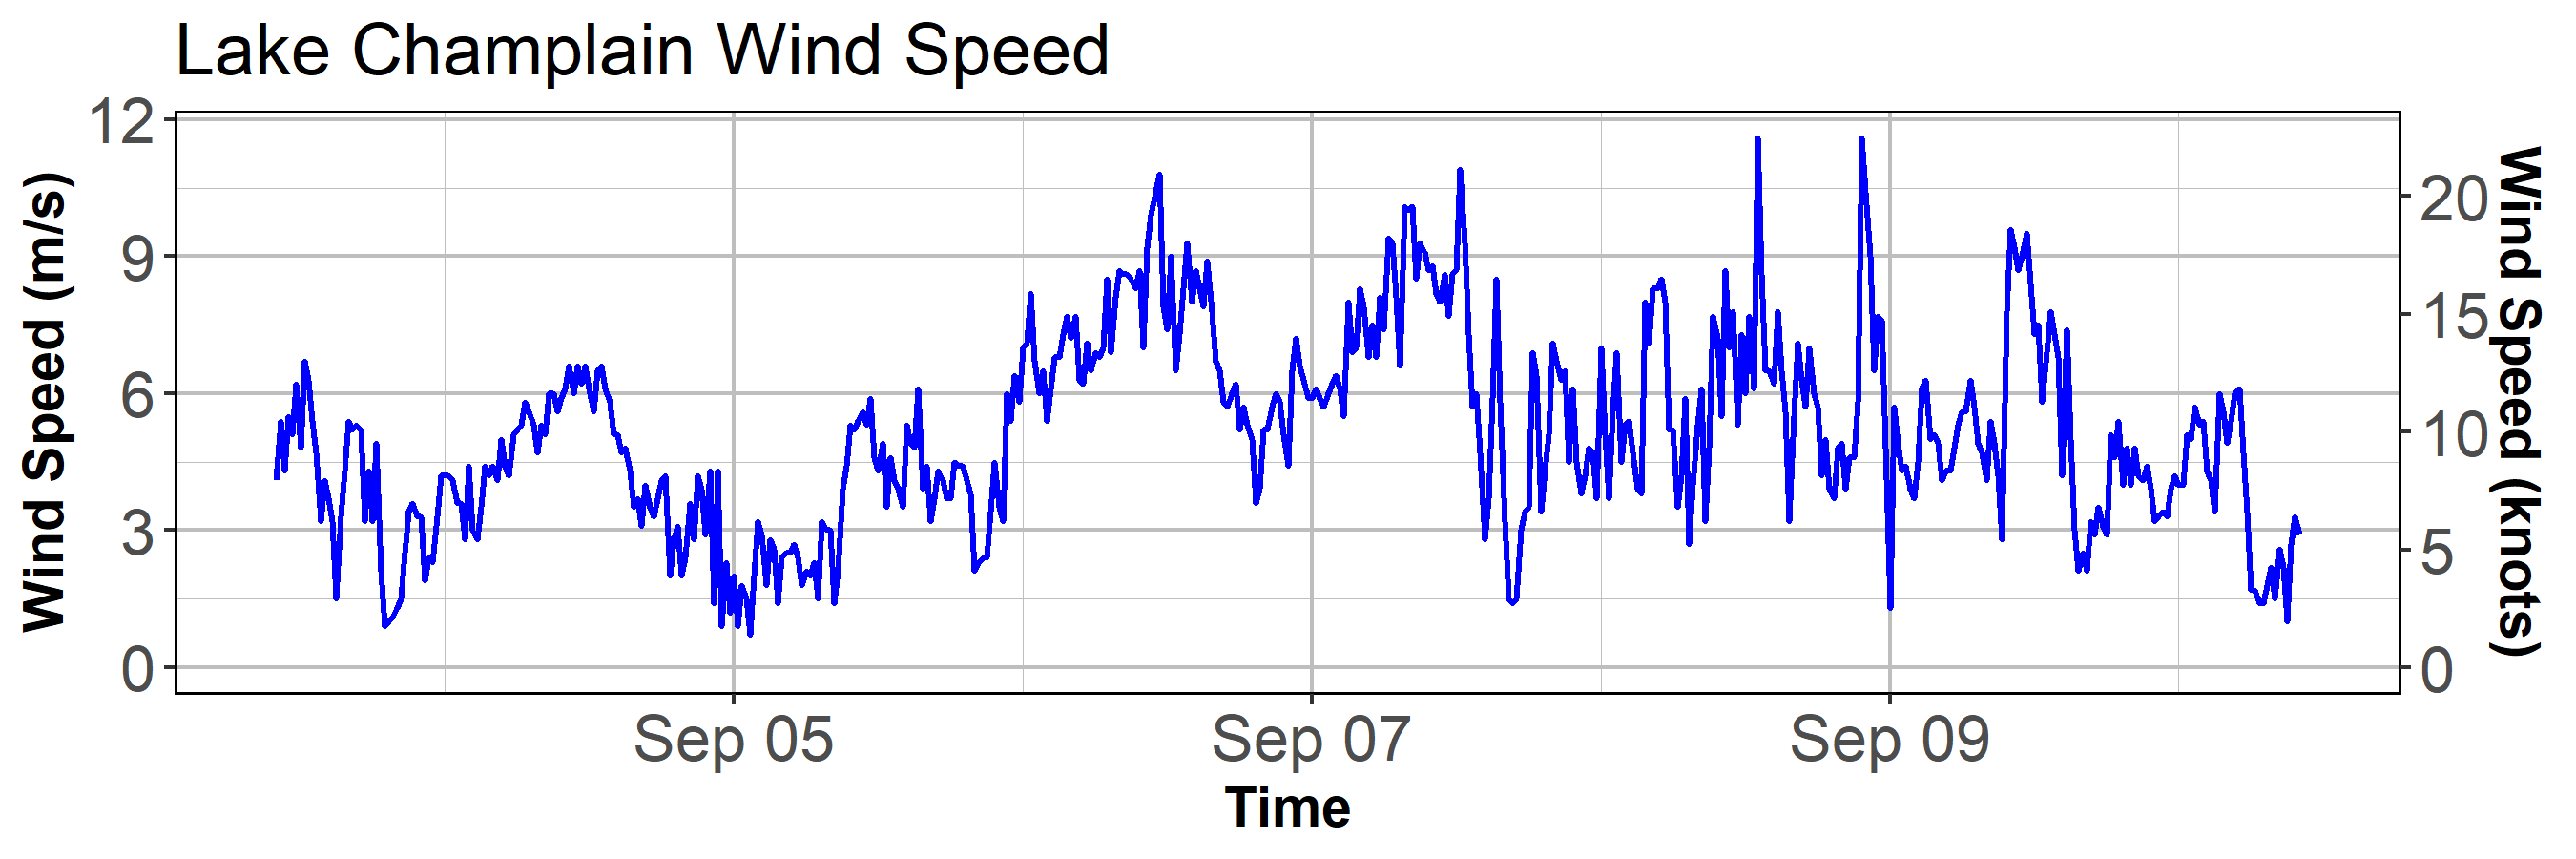 Lake Champlain Wind Speed
Wind Speed (m/s)
12
9
6
3
0
20
15
10
5
0
Wind Speed (knots)
Sep 05
Sep 07
Sep 09
Time